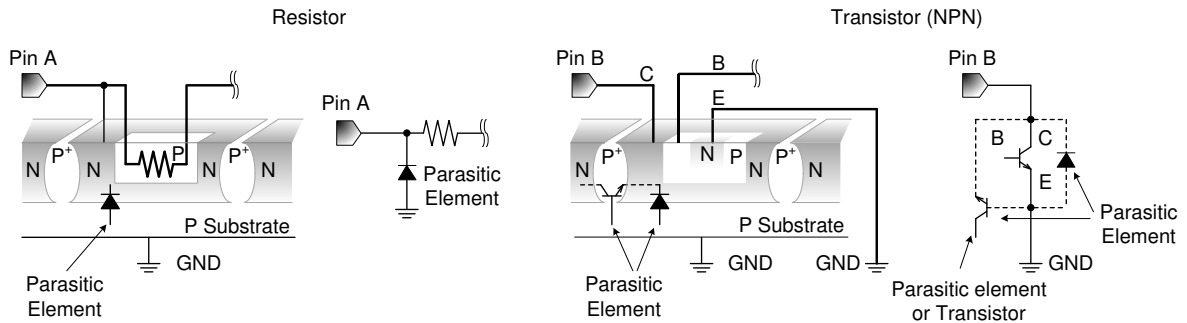 Resistor
Transistor (NPN)
Pin A
N
P+
N
P
N
P+
N
Parasitic
Element
P Substrate
GND
Pin A
Parasitic
Element
Pin B
C
B
E
N
P+
N
N
P
N
P+
N
P Substrate
GND
GND
Parasitic
Element
Pin B
B
C
E
Parasitic
Element
GND
Parasitic element
or Transistor